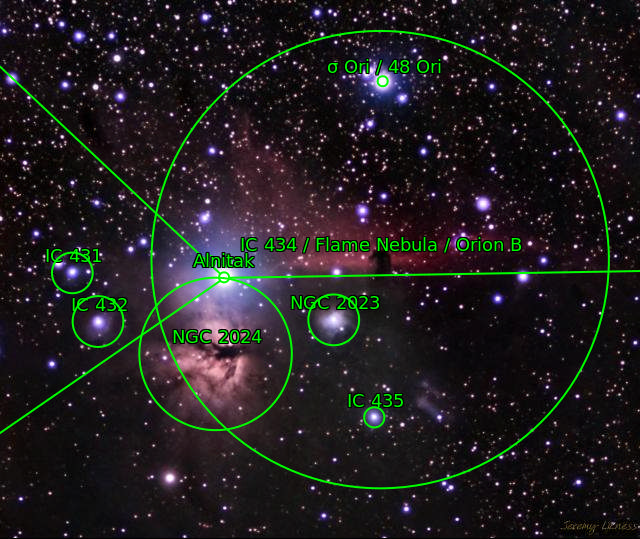 σ Ori / 48 Ori
IC 434 / Flame Nebula / Orion B
IC 431
Alnitak
IC 432
NGC 2023
NGC 2024
IC 435
Jeremy Liness